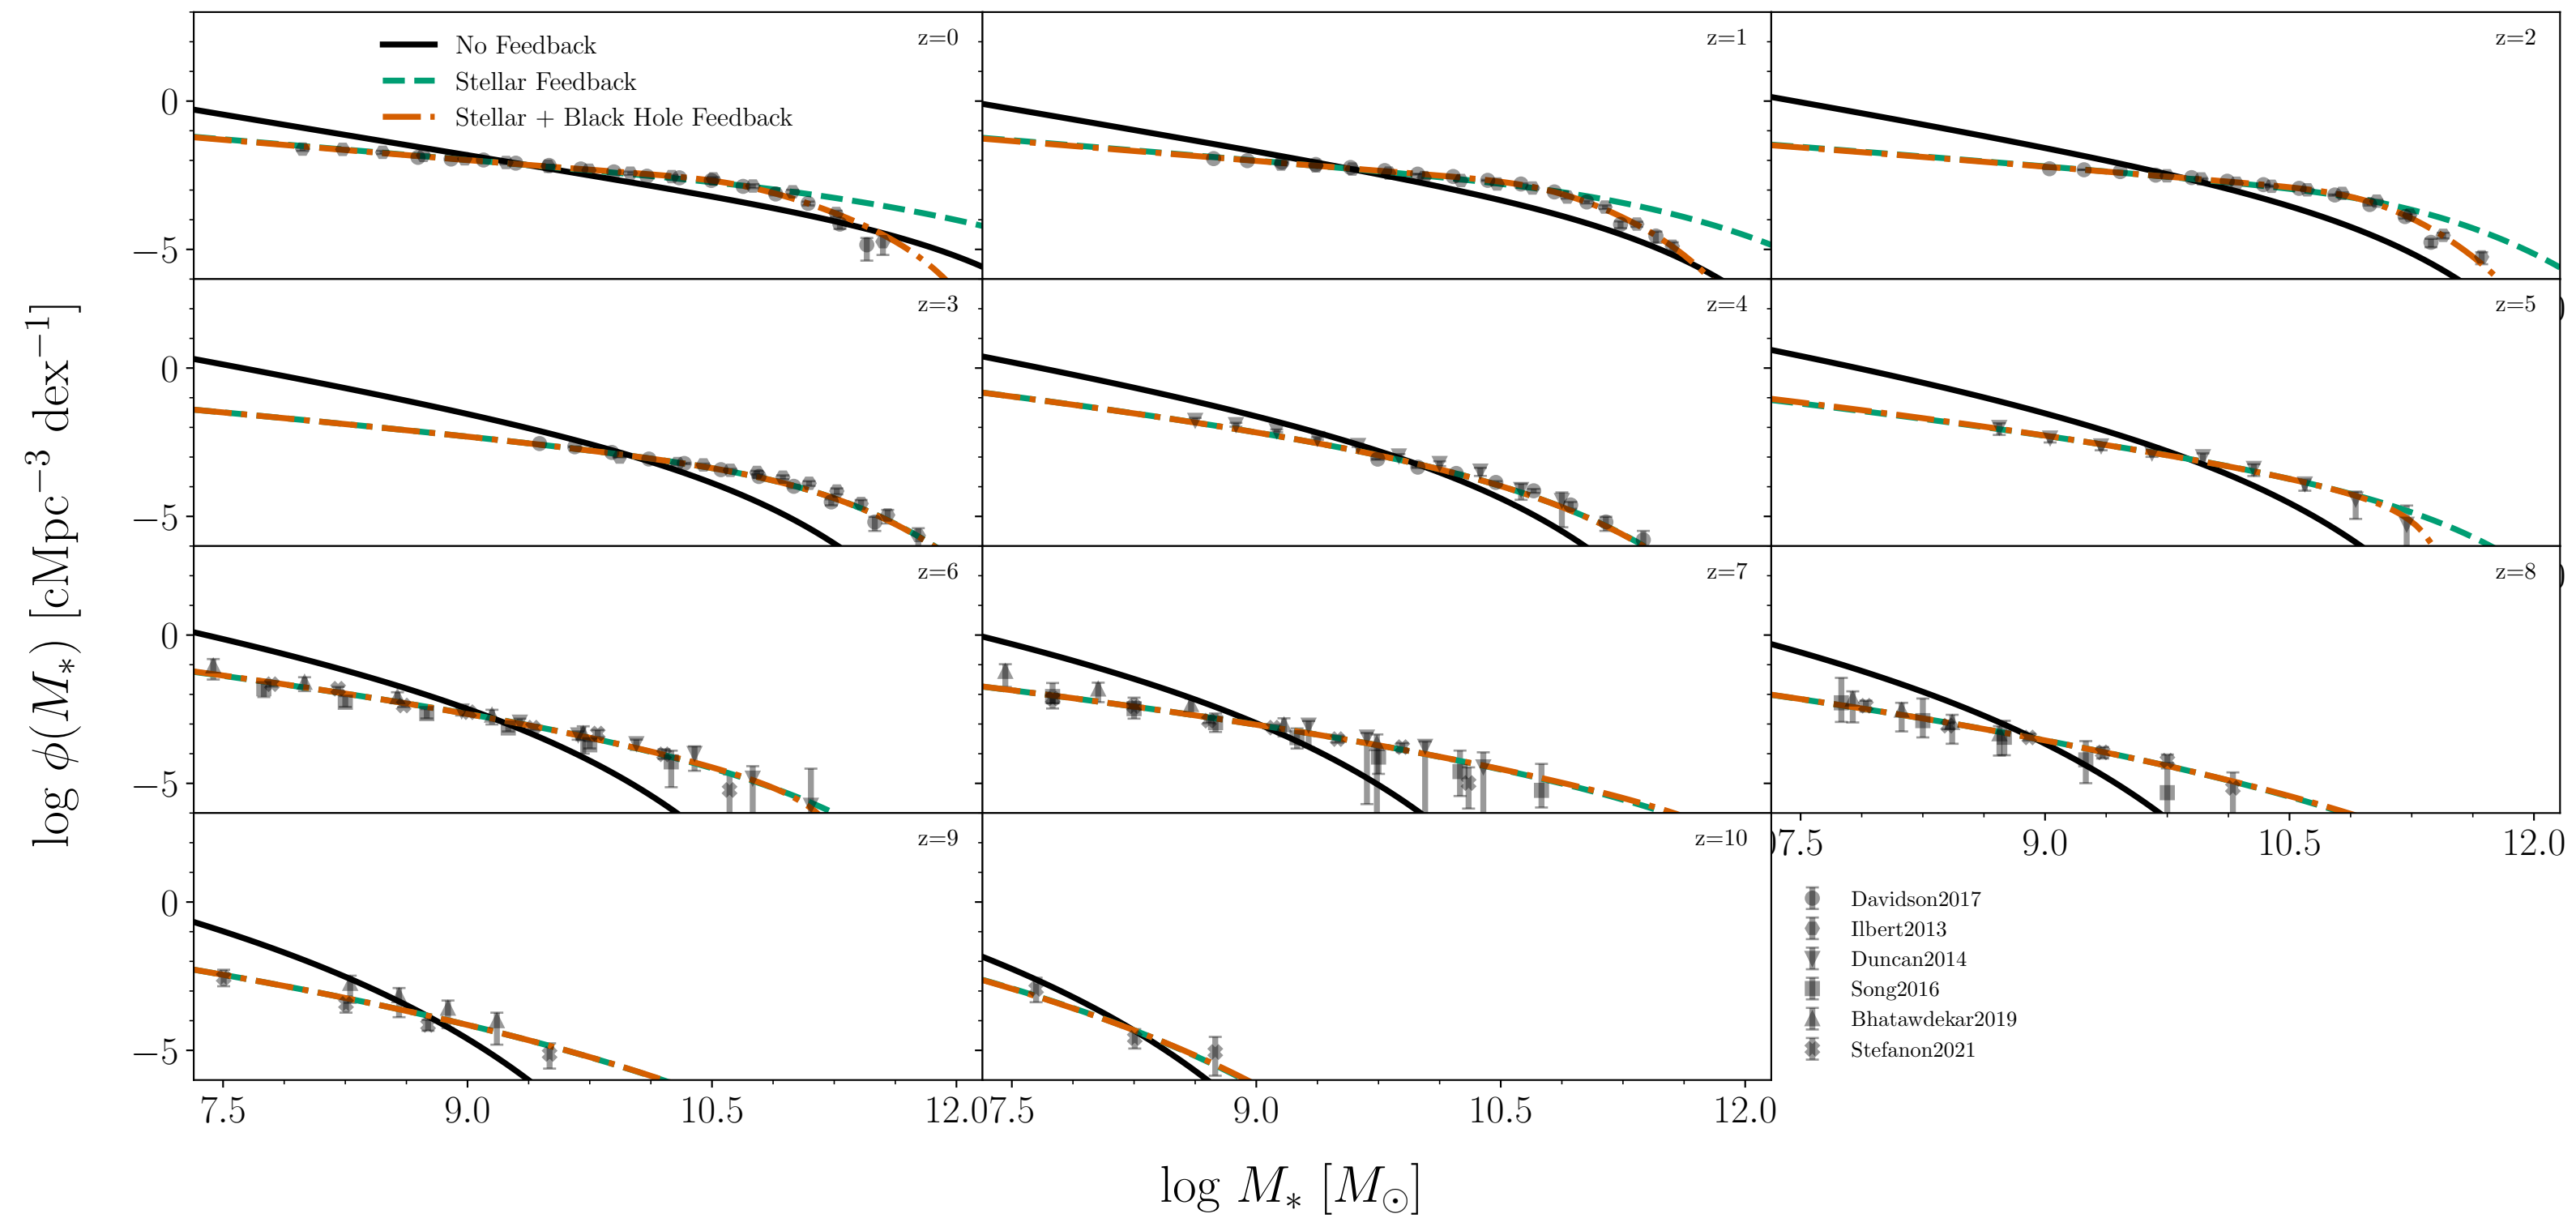 No Feedback
Stellar Feedback
Stellar + Black Hole Feedback
z=0
z=1
z=2
0
−5
z=3
z=4
z=5
0
−5
z=6
z=7
z=8
0
−5
7.5 9.0 10.5 12.0
z=9
z=10
0
−5
7.5 9.0 10.5 12.0
7.5 9.0 10.5 12.0
Davidson2017
Ilbert2013
Duncan2014
Song2016
Bhatawdekar2019
Stefanon2021
log M∗ [M⊙]
log ϕ(M∗) [cMpc⁻³ dex⁻¹]